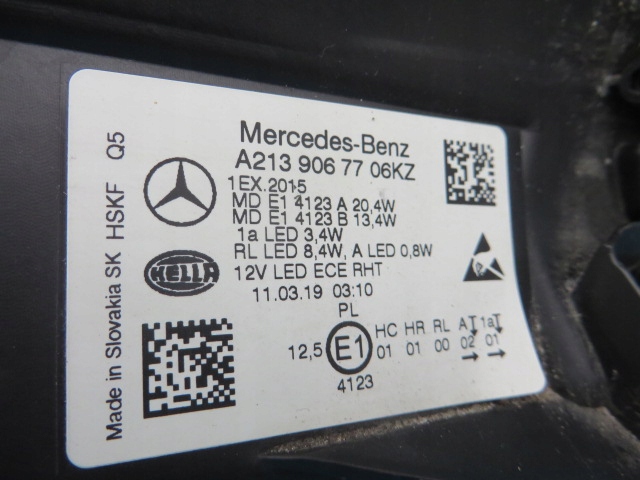 Mercedes-Benz
A213 906 77 06KZ
1EX.2015
MD E1 4123 A 20,4W
MD E1 4123 B 13,4W
1a LED 3,4W
RL LED 8,4W, A LED 0,8W
12V LED ECE RHT
11.03.19 03:10
PL
12,5 E1 HC HR RL A 1a
01 01 00 02 01
4123
HELLA
Made in Slovakia SK HSKF Q5